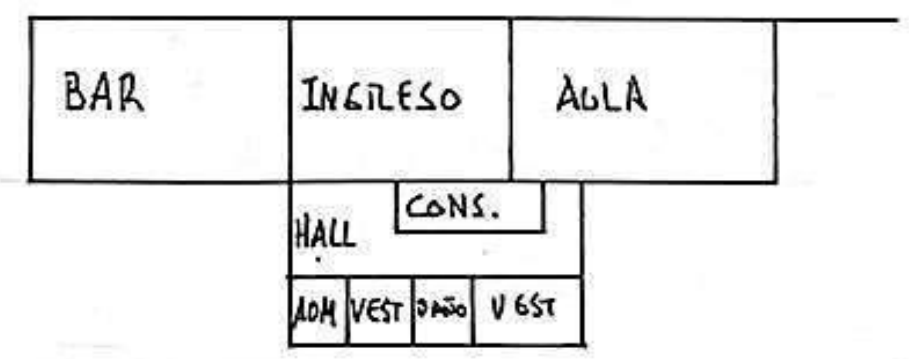 BAR
INGRESO
AULA
CONS.
HALL
ADM
VEST
BAÑO
VEST